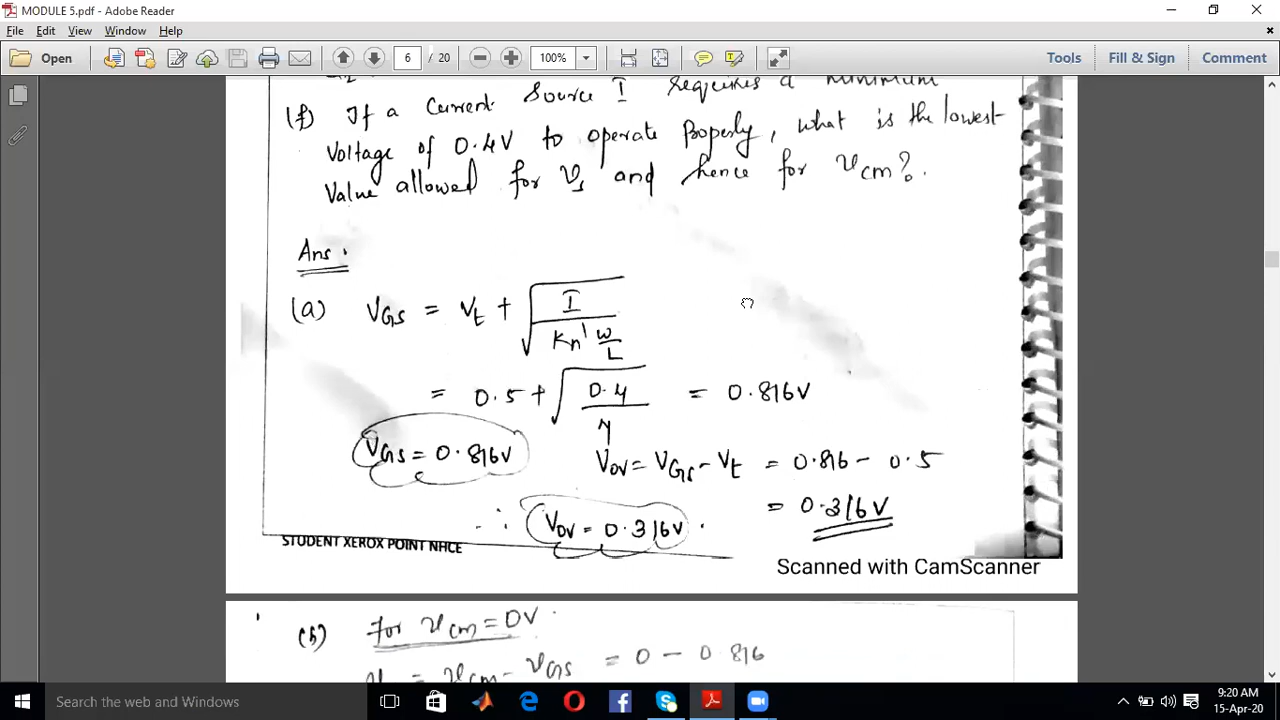 MODULE 5.pdf - Adobe Reader
File Edit View Window Help
Open 6 / 20 100% Tools Fill & Sign Comment
Source I requires a minimum
(f) If a Current Source I requires a minimum
Voltage of 0.4V to operate Properly, what is the lowest
Value allowed for Vs and hence for Vcm?
Ans.
(a) VGS = Vt + √(I / Kn' W/L)
= 0.5 + √(0.4 / 4) = 0.816V
VGS = 0.816V VOV = VGS - Vt = 0.816 - 0.5
= 0.316V
∴ VOV = 0.316V.
STUDENT XEROX POINT NHCE
Scanned with CamScanner
(b) for Vcm = 0V.
= Vcm - VGS = 0 - 0.816
Search the web and Windows
9:20 AM
15-Apr-20